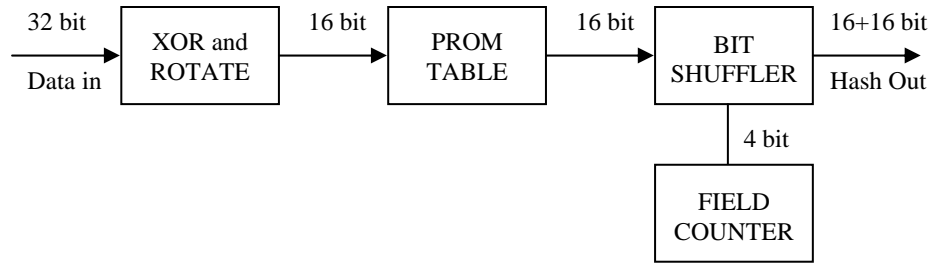 32 bit
Data in
XOR and
ROTATE
16 bit
PROM
TABLE
16 bit
BIT
SHUFFLER
16+16 bit
Hash Out
4 bit
FIELD
COUNTER